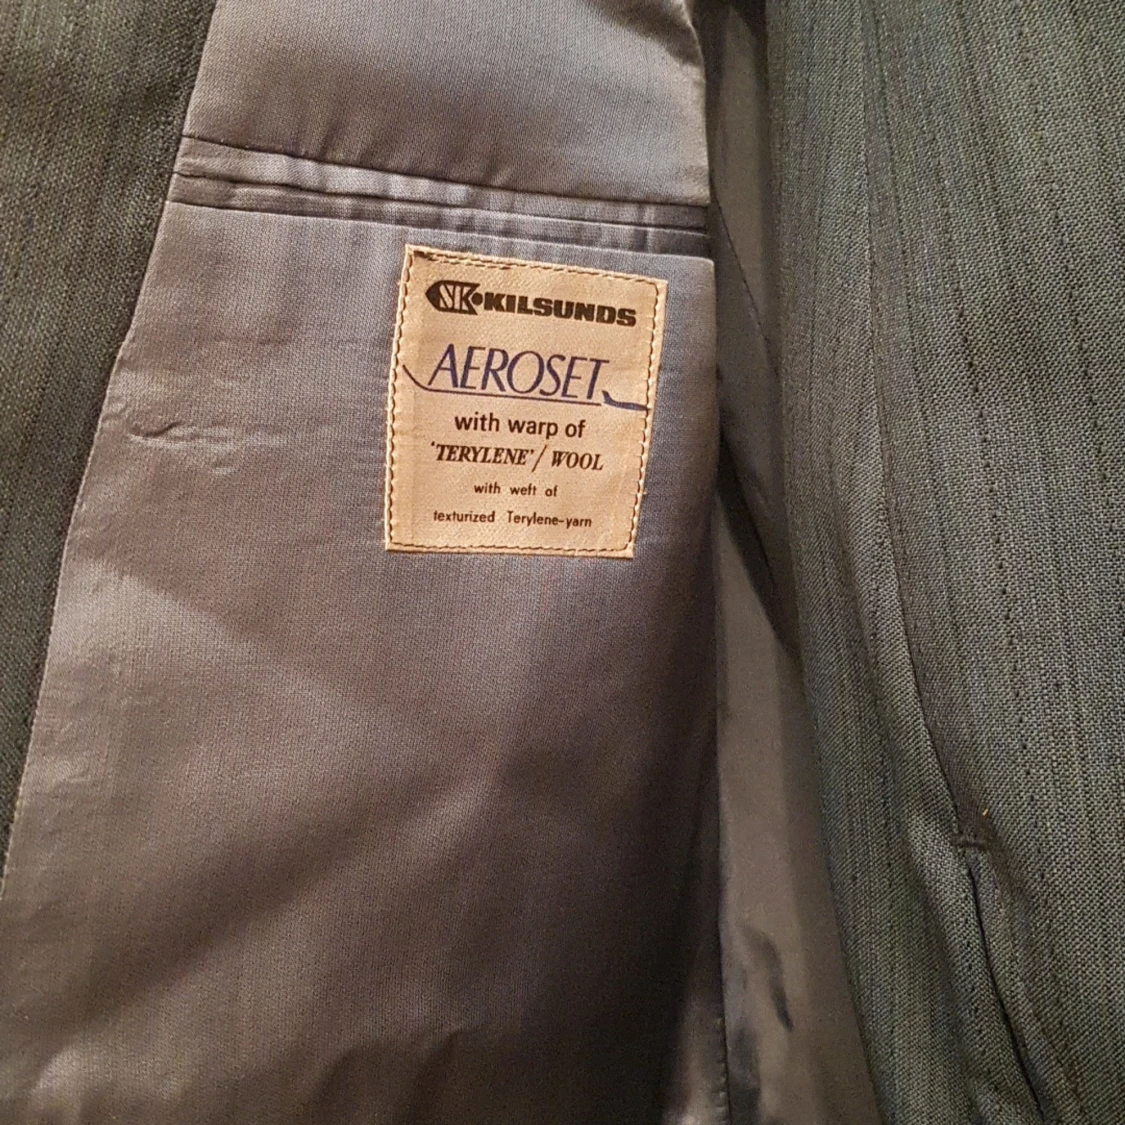 SK•KILSUNDS
AEROSET
with warp of
'TERYLENE'/WOOL
with weft of
texturized Terylene-yarn